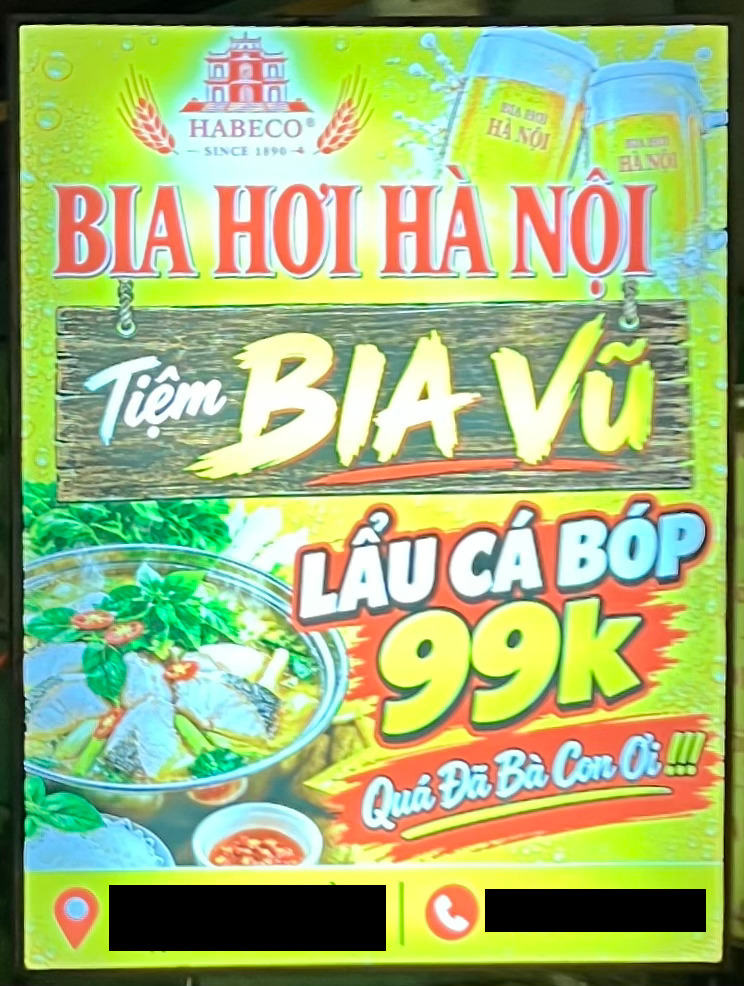 HABECO®
SINCE 1890
BIA HƠI
HÀ NỘI
BIA HƠI
HÀ NỘI
BIA HƠI HÀ NỘI
Tiệm BIA Vũ
LẨU CÁ BÓP
99k
Quá Đã Bà Con Ơi !!!